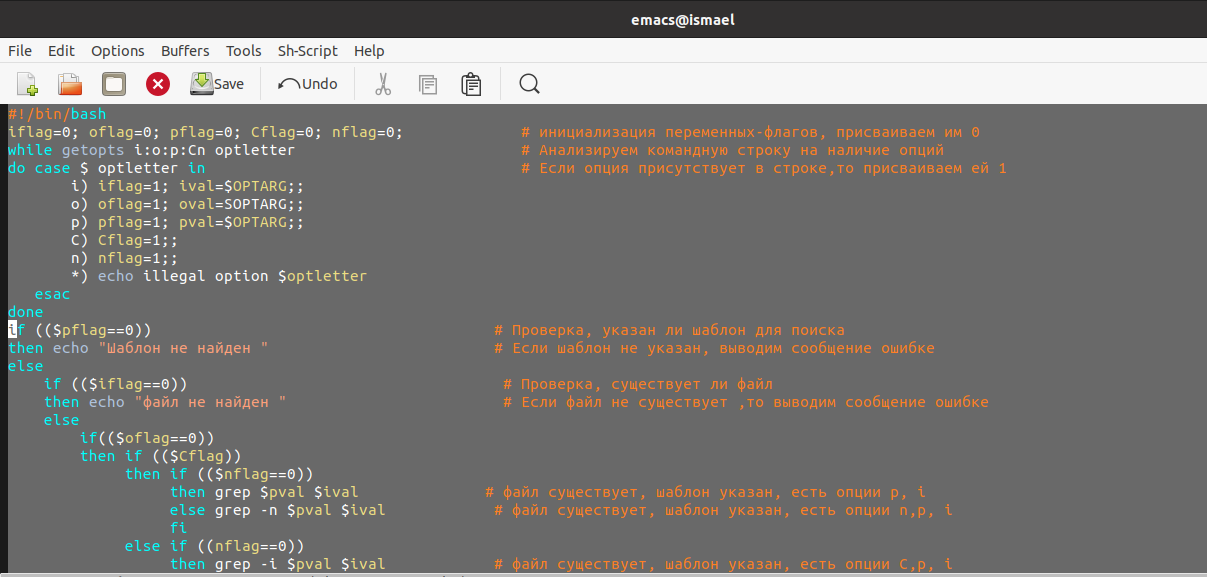 emacs@ismael
File Edit Options Buffers Tools Sh-Script Help
Save Undo
#!/bin/bash
iflag=0; oflag=0; pflag=0; Cflag=0; nflag=0; # инициализация переменных-флагов, присваиваем им 0
while getopts i:o:p:Cn optletter # Анализируем командную строку на наличие опций
do case $ optletter in # Если опция присутствует в строке,то присваиваем ей 1
i) iflag=1; ival=$OPTARG;;
o) oflag=1; oval=SOPTARG;;
p) pflag=1; pval=$OPTARG;;
C) Cflag=1;;
n) nflag=1;;
*) echo illegal option $optletter
esac
done
if (($pflag==0)) # Проверка, указан ли шаблон для поиска
then echo "Шаблон не найден " # Если шаблон не указан, выводим сообщение ошибке
else
if (($iflag==0)) # Проверка, существует ли файл
then echo "файл не найден " # Если файл не существует ,то выводим сообщение ошибке
else
if(($oflag==0))
then if (($Cflag))
then if (($nflag==0))
then grep $pval $ival # файл существует, шаблон указан, есть опции p, i
else grep -n $pval $ival # файл существует, шаблон указан, есть опции n,p, i
fi
else if ((nflag==0))
then grep -i $pval $ival # файл существует, шаблон указан, есть опции C,p, i